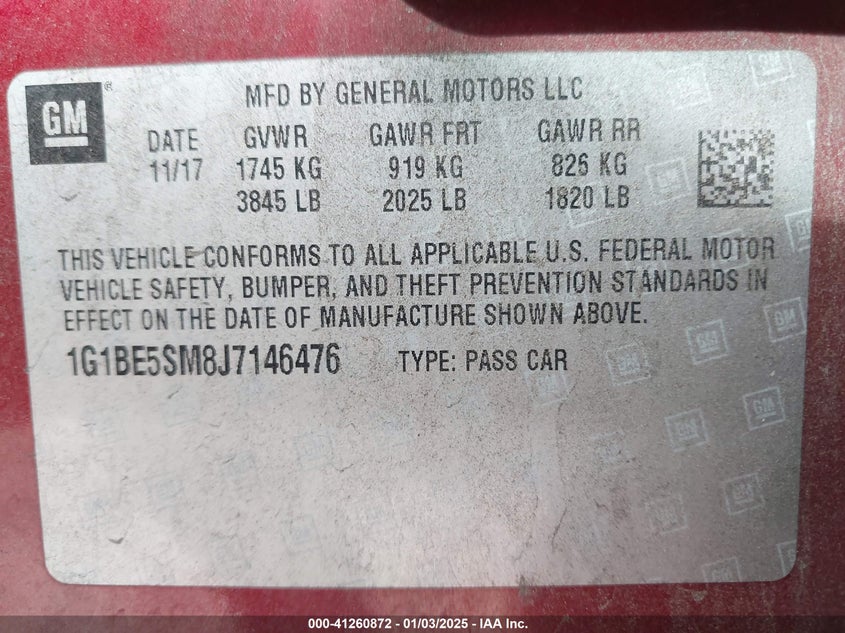 GM®
MFD BY GENERAL MOTORS LLC
DATE GVWR GAWR FRT GAWR RR
11/17 1745 KG 919 KG 826 KG
3845 LB 2025 LB 1820 LB
THIS VEHICLE CONFORMS TO ALL APPLICABLE U.S. FEDERAL MOTOR
VEHICLE SAFETY, BUMPER, AND THEFT PREVENTION STANDARDS IN
EFFECT ON THE DATE OF MANUFACTURE SHOWN ABOVE.
1G1BE5SM8J7146476 TYPE: PASS CAR
000-41260872 - 01/03/2025 - IAA Inc.